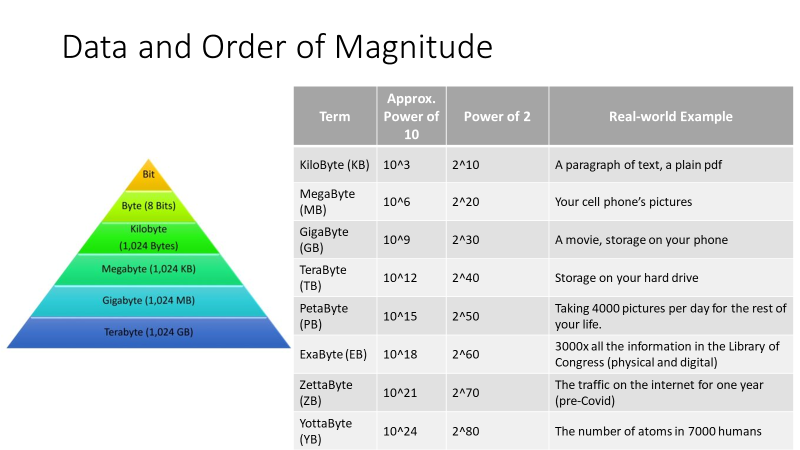 Data and Order of Magnitude
Bit
Byte (8 Bits)
Kilobyte
(1,024 Bytes)
Megabyte (1,024 KB)
Gigabyte (1,024 MB)
Terabyte (1,024 GB)
Term
Approx.
Power of
10
Power of 2
Real-world Example
KiloByte (KB)
10^3
2^10
A paragraph of text, a plain pdf
MegaByte
(MB)
10^6
2^20
Your cell phone's pictures
GigaByte
(GB)
10^9
2^30
A movie, storage on your phone
TeraByte
(TB)
10^12
2^40
Storage on your hard drive
PetaByte
(PB)
10^15
2^50
Taking 4000 pictures per day for the rest of
your life.
ExaByte (EB)
10^18
2^60
3000x all the information in the Library of
Congress (physical and digital)
ZettaByte
(ZB)
10^21
2^70
The traffic on the internet for one year
(pre-Covid)
YottaByte
(YB)
10^24
2^80
The number of atoms in 7000 humans